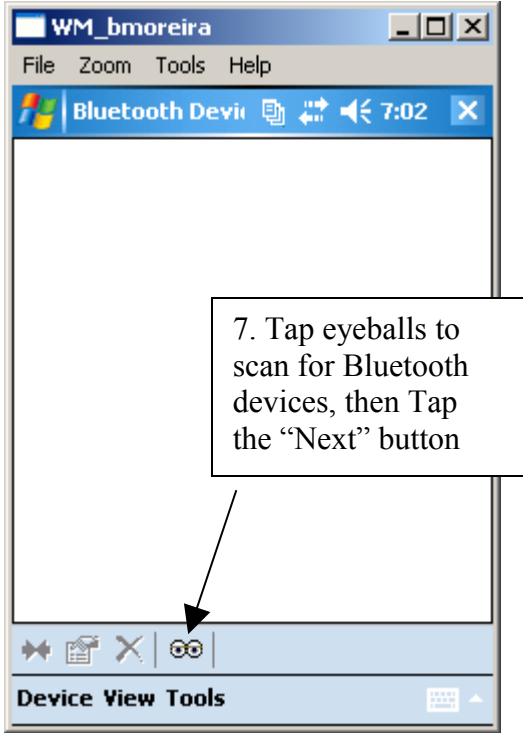 WM_bmoreira
File Zoom Tools Help
Bluetooth Devi 7:02
7. Tap eyeballs to
scan for Bluetooth
devices, then Tap
the “Next” button
Device View Tools